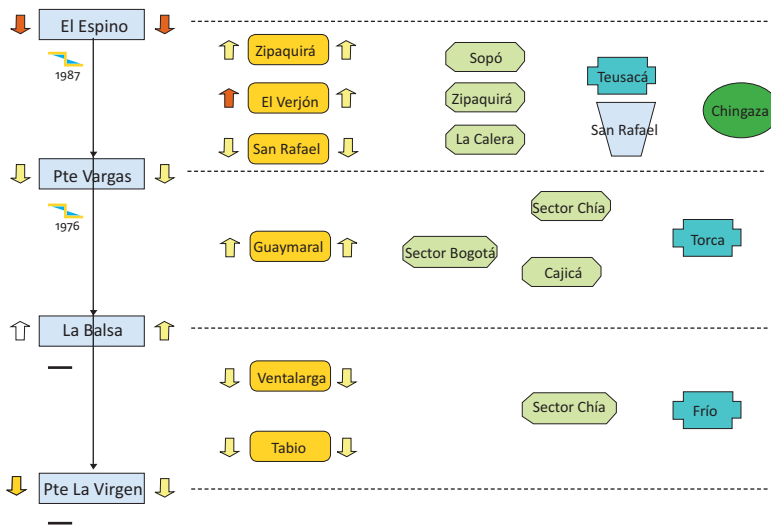 El Espino
1987
Zipaquirá
Sopó
Teusacá
El Verjón
Zipaquirá
Chingaza
San Rafael
La Calera
San Rafael
Pte Vargas
1976
Sector Chía
Guaymaral
Sector Bogotá
Torca
Cajicá
La Balsa
Ventalarga
Sector Chía
Frío
Tabio
Pte La Virgen